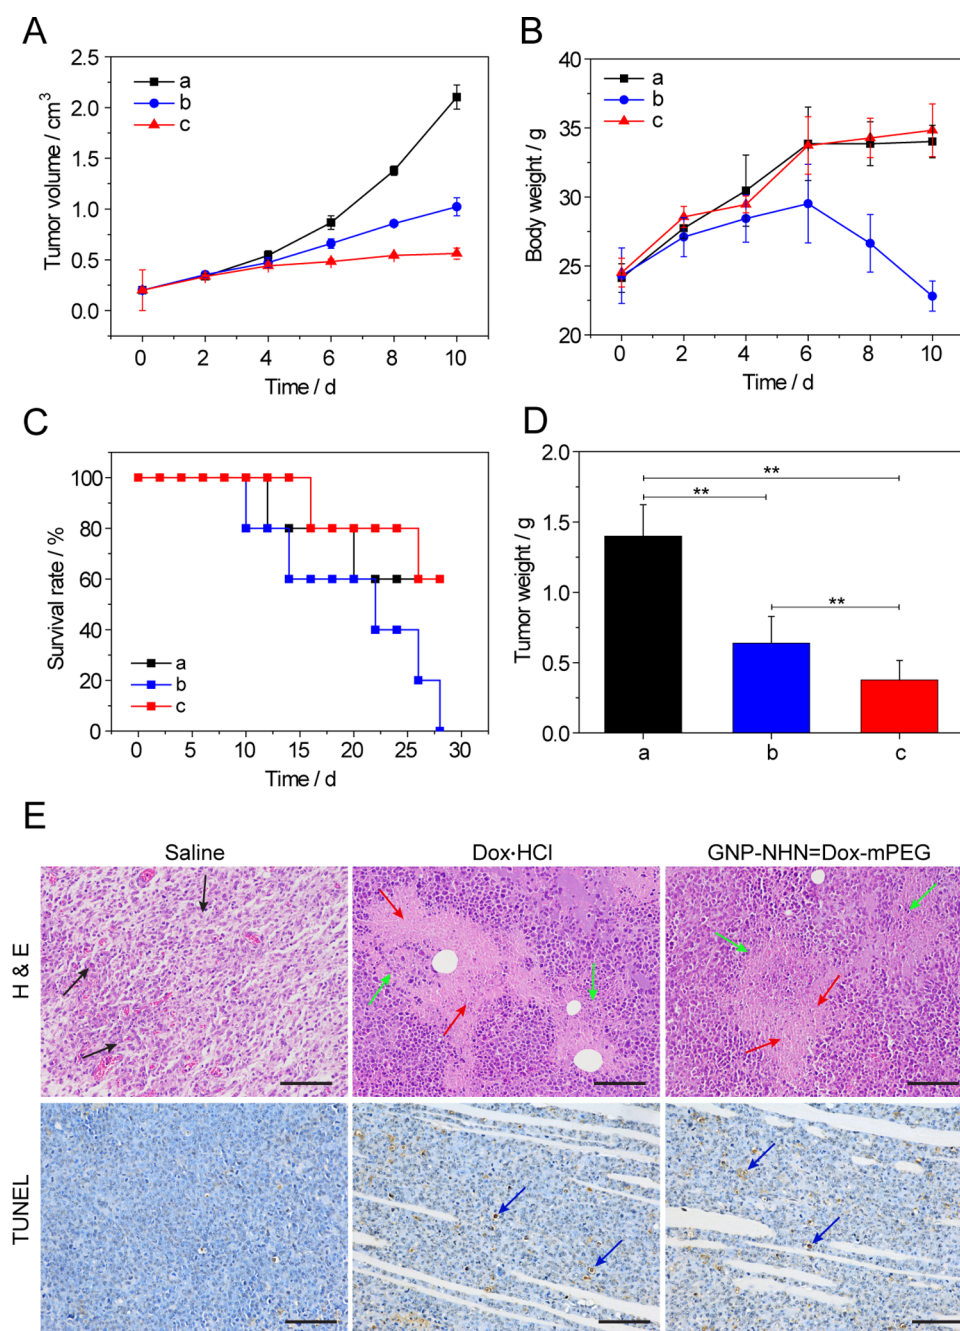 A
Tumor volume / cm³
2.5
2.0
1.5
1.0
0.5
0.0
a
b
c
0 2 4 6 8 10
Time / d
B
Body weight / g
40
35
30
25
20
a
b
c
0 2 4 6 8 10
Time / d
C
Survival rate / %
100
80
60
40
20
0
a
b
c
0 5 10 15 20 25 30
Time / d
D
Tumor weight / g
2.0
1.5
1.0
0.5
0.0
**
**
**
a b c
E
Saline Dox·HCl GNP-NHN=Dox-mPEG
H & E
TUNEL